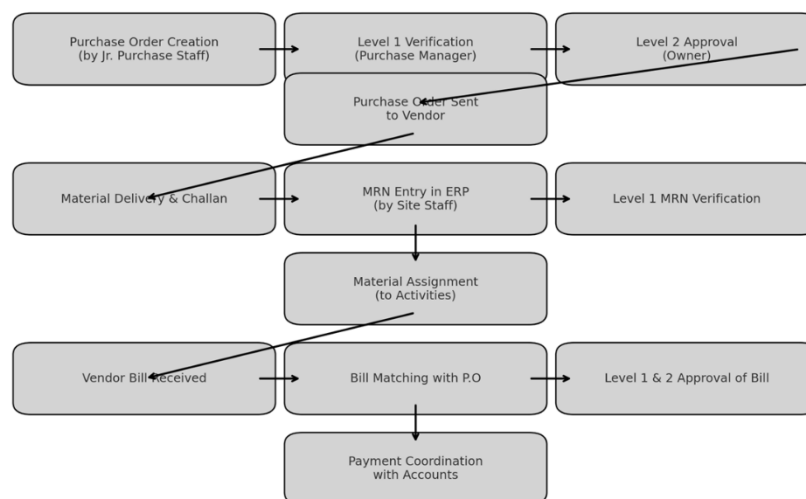 Purchase Order Creation
(by Jr. Purchase Staff)
Level 1 Verification
(Purchase Manager)
Level 2 Approval
(Owner)
Purchase Order Sent
to Vendor
Material Delivery & Challan
MRN Entry in ERP
(by Site Staff)
Level 1 MRN Verification
Material Assignment
(to Activities)
Vendor Bill Received
Bill Matching with P.O
Level 1 & 2 Approval of Bill
Payment Coordination
with Accounts